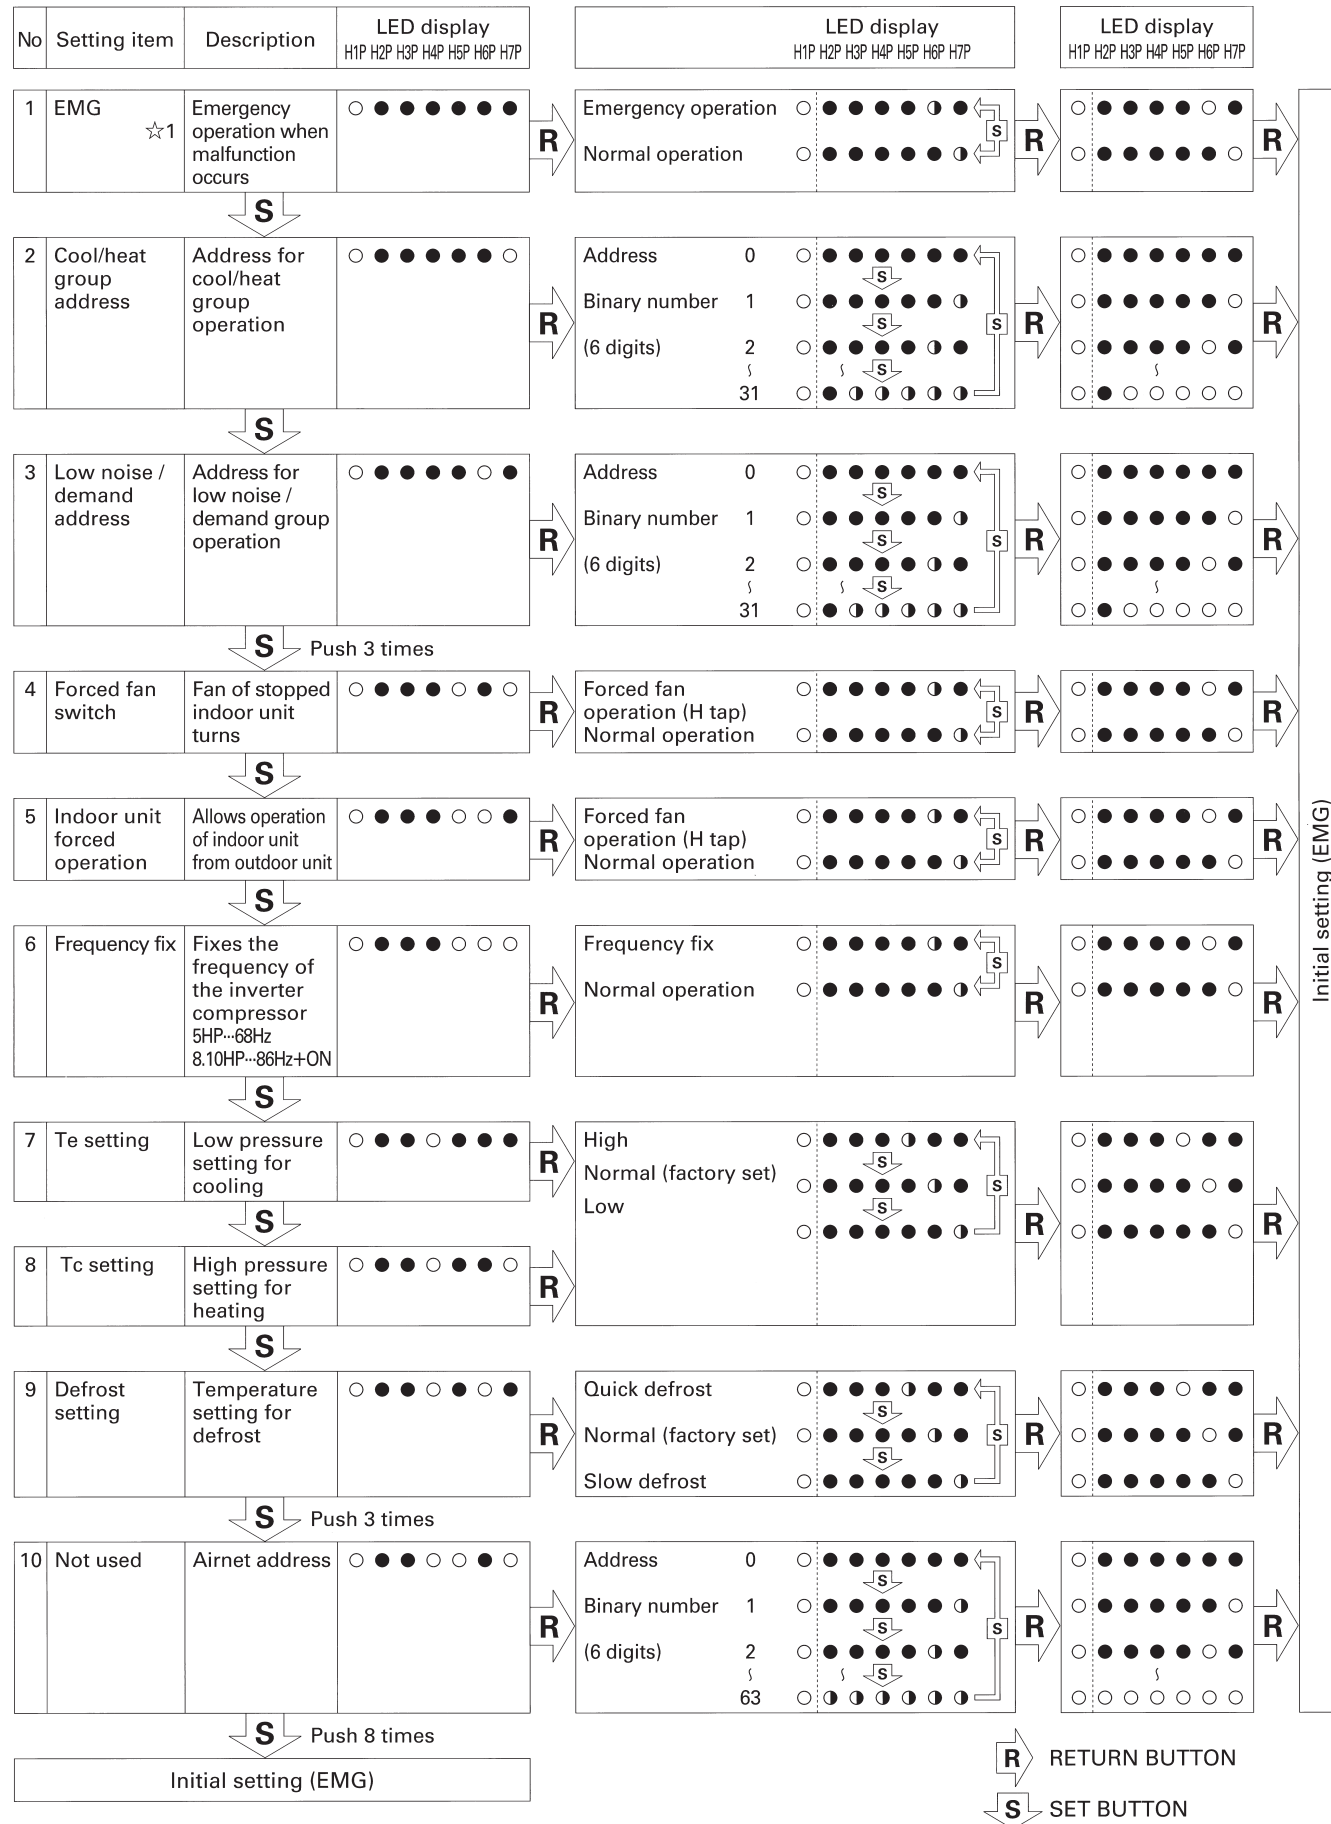 No Setting item Description LED display
H1P H2P H3P H4P H5P H6P H7P
LED display
H1P H2P H3P H4P H5P H6P H7P
LED display
H1P H2P H3P H4P H5P H6P H7P
1 EMG
☆1
Emergency
operation when
malfunction
occurs
R
Emergency operation
Normal operation
S
R
R
S
2 Cool/heat
group
address
Address for
cool/heat
group
operation
R
Address 0
S
Binary number 1
S
(6 digits) 2
S
31
S
R
R
S
3 Low noise /
demand
address
Address for
low noise /
demand group
operation
R
Address 0
S
Binary number 1
S
(6 digits) 2
S
31
S
R
R
S Push 3 times
4 Forced fan
switch
Fan of stopped
indoor unit
turns
R
Forced fan
operation (H tap)
Normal operation
S
R
R
S
5 Indoor unit
forced
operation
Allows operation
of indoor unit
from outdoor unit
R
Forced fan
operation (H tap)
Normal operation
S
R
R
S
6 Frequency fix
Fixes the
frequency of
the inverter
compressor
5HP···68Hz
8.10HP···86Hz+ON
R
Frequency fix
Normal operation
S
R
R
S
7 Te setting
Low pressure
setting for
cooling
R
High
S
Normal (factory set)
S
Low
S
R
R
S
8 Tc setting
High pressure
setting for
heating
R
S
9 Defrost
setting
Temperature
setting for
defrost
R
Quick defrost
S
Normal (factory set)
S
Slow defrost
S
R
R
S Push 3 times
10 Not used
Airnet address
R
Address 0
S
Binary number 1
S
(6 digits) 2
S
63
S
R
R
S Push 8 times
Initial setting (EMG)
Initial setting (EMG)
R RETURN BUTTON
S SET BUTTON